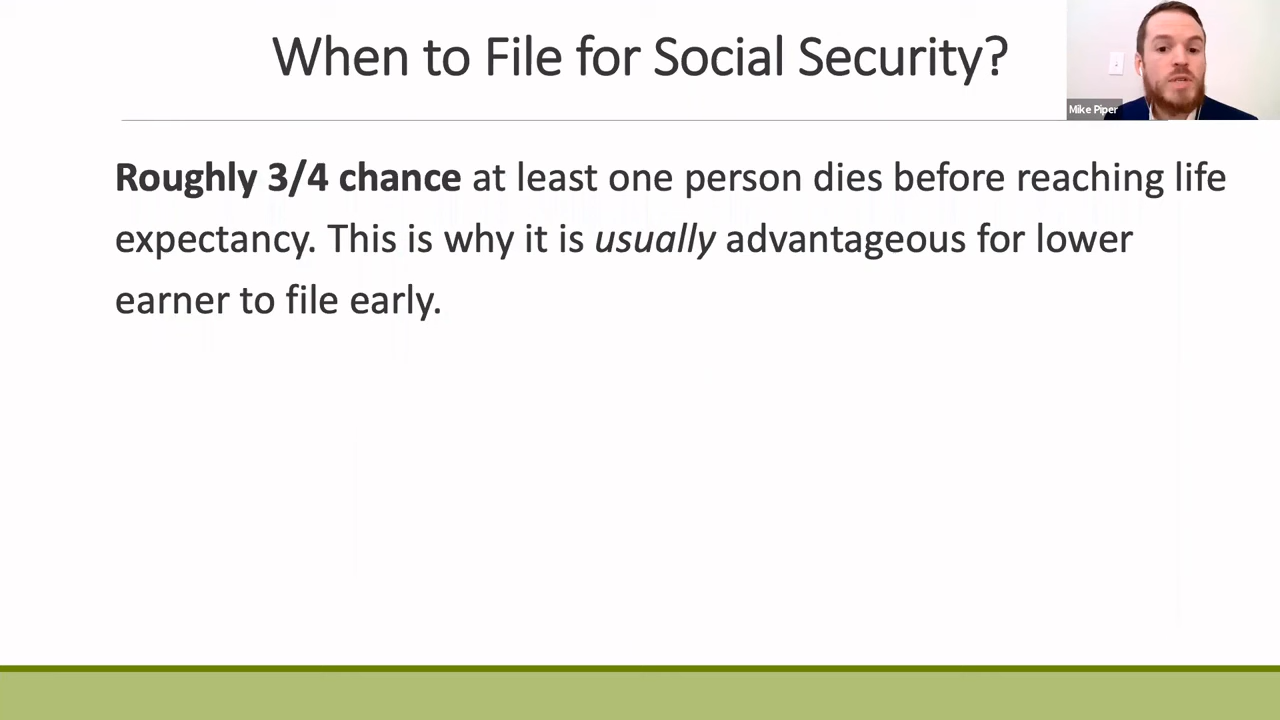 When to File for Social Security?
Mike Piper
Roughly 3/4 chance at least one person dies before reaching life
expectancy. This is why it is usually advantageous for lower
earner to file early.